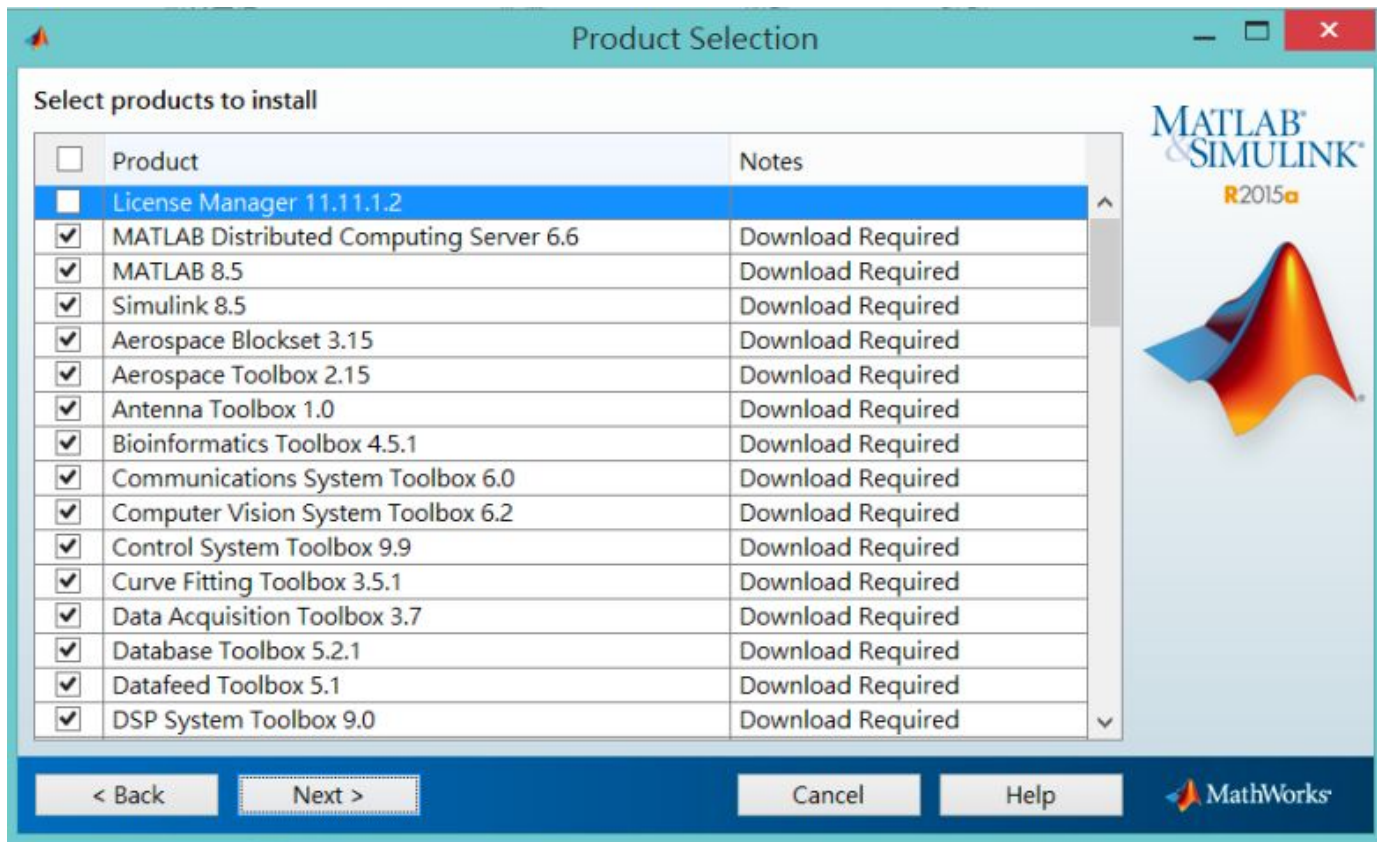 Product Selection
Select products to install
Product Notes
License Manager 11.11.1.2
MATLAB Distributed Computing Server 6.6 Download Required
MATLAB 8.5 Download Required
Simulink 8.5 Download Required
Aerospace Blockset 3.15 Download Required
Aerospace Toolbox 2.15 Download Required
Antenna Toolbox 1.0 Download Required
Bioinformatics Toolbox 4.5.1 Download Required
Communications System Toolbox 6.0 Download Required
Computer Vision System Toolbox 6.2 Download Required
Control System Toolbox 9.9 Download Required
Curve Fitting Toolbox 3.5.1 Download Required
Data Acquisition Toolbox 3.7 Download Required
Database Toolbox 5.2.1 Download Required
Datafeed Toolbox 5.1 Download Required
DSP System Toolbox 9.0 Download Required
MATLAB®
&SIMULINK®
R2015a
< Back Next > Cancel Help MathWorks®